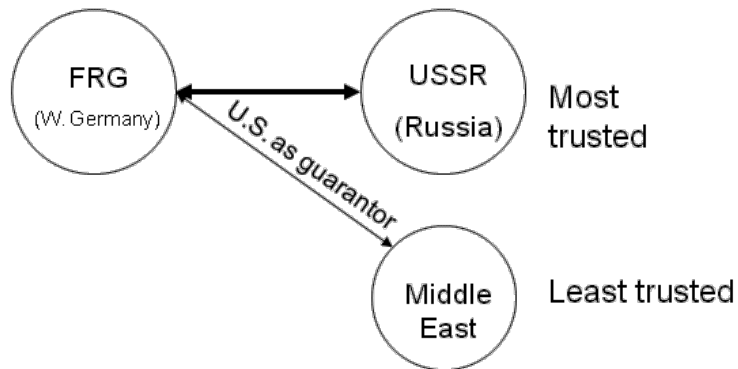 FRG
(W. Germany)
USSR
(Russia)
Most
trusted
U.S. as guarantor
Middle
East
Least trusted